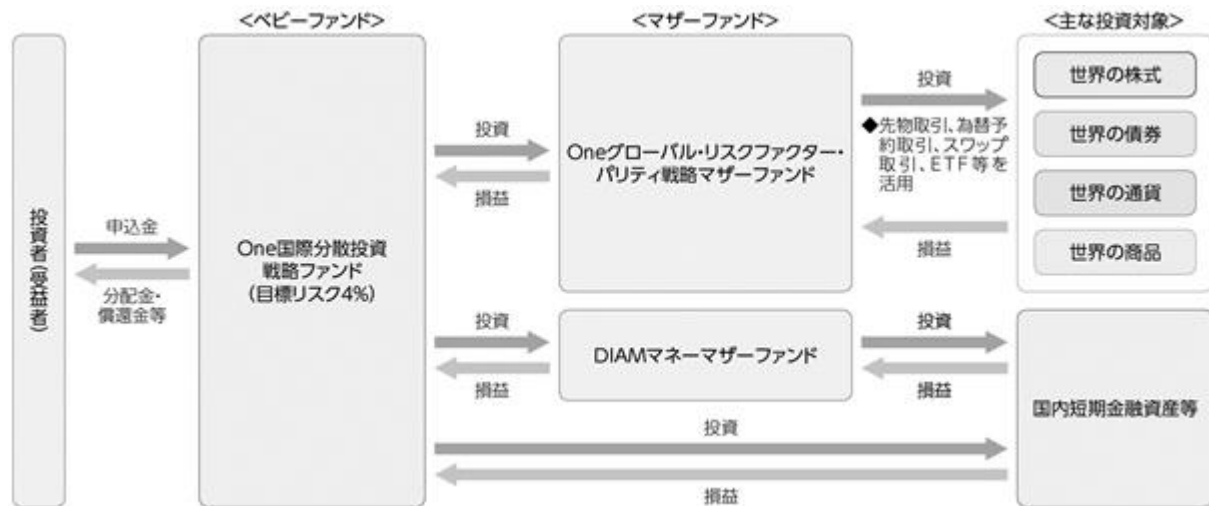 <ベビーファンド>
<マザーファンド>
<主な投資対象>
投資者(受益者)
申込金
分配金・
償還金等
One国際分散投資
戦略ファンド
(目標リスク4%)
投資
損益
Oneグローバル・リスクファクター・
パリティ戦略マザーファンド
投資
◆先物取引、為替予
約取引、スワップ
取引、ETF等を
活用
損益
世界の株式
世界の債券
世界の通貨
世界の商品
投資
損益
DIAMマネーマザーファンド
投資
損益
国内短期金融資産等
投資
損益